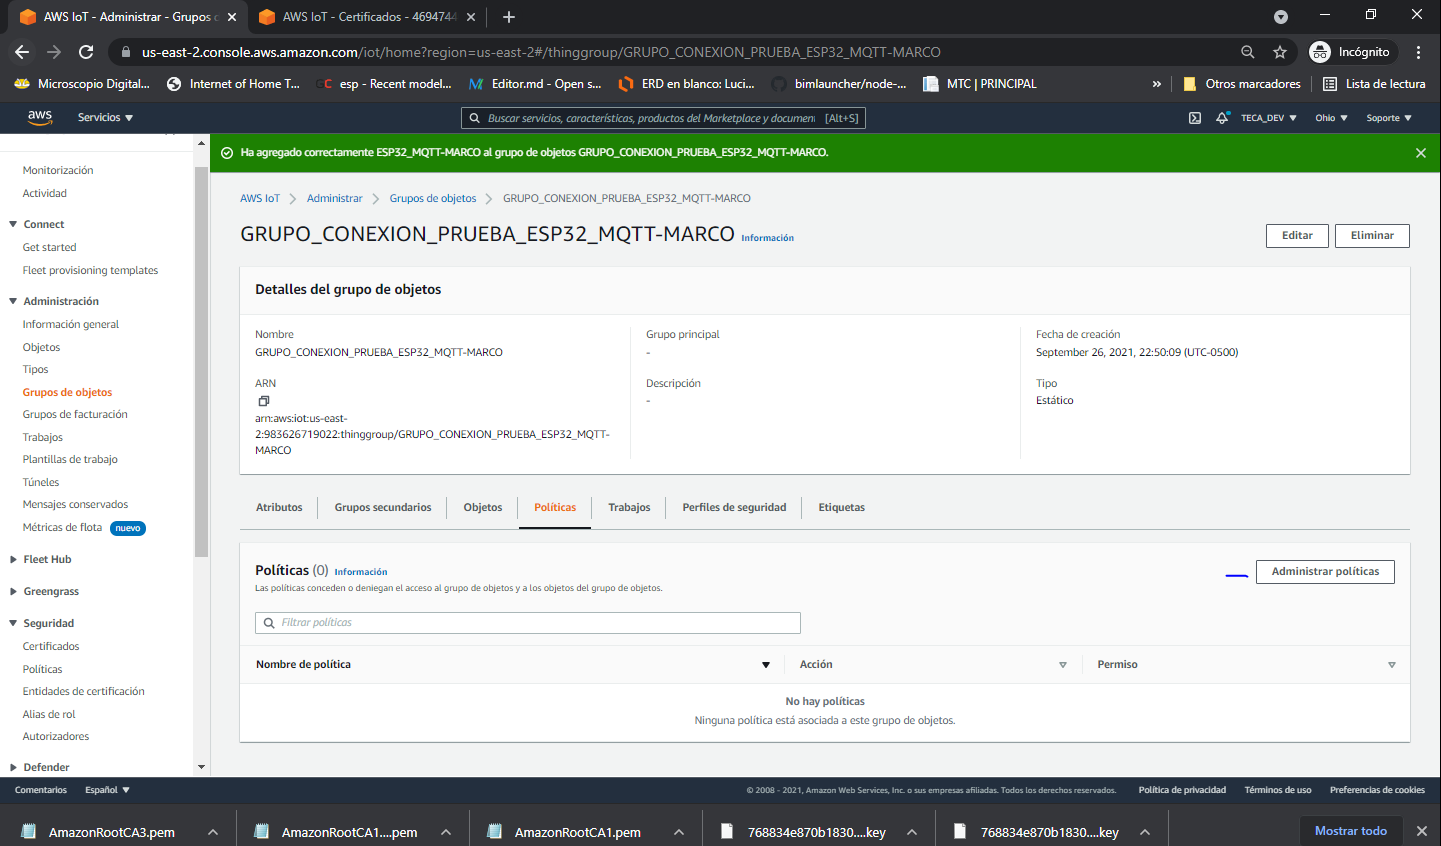 AWS IoT - Administrar - Grupos d
AWS IoT - Certificados - 4694744
us-east-2.console.aws.amazon.com/iot/home?region=us-east-2#/thinggroup/GRUPO_CONEXION_PRUEBA_ESP32_MQTT-MARCO
Incógnito
Microscopio Digital...
Internet of Home T...
esp - Recent model...
Editor.md - Open s...
ERD en blanco: Luci...
bimlauncher/node-...
MTC | PRINCIPAL
»
Otros marcadores
Lista de lectura
aws
Servicios
Buscar servicios, características, productos del Marketplace y documen
[Alt+S]
TECA_DEV
Ohio
Soporte
Ha agregado correctamente ESP32_MQTT-MARCO al grupo de objetos GRUPO_CONEXION_PRUEBA_ESP32_MQTT-MARCO.
Monitorización
Actividad
Connect
Get started
Fleet provisioning templates
Administración
Información general
Objetos
Tipos
Grupos de objetos
Grupos de facturación
Trabajos
Plantillas de trabajo
Túneles
Mensajes conservados
Métricas de flota nuevo
Fleet Hub
Greengrass
Seguridad
Certificados
Políticas
Entidades de certificación
Alias de rol
Autorizadores
Defender
AWS IoT
Administrar
Grupos de objetos
GRUPO_CONEXION_PRUEBA_ESP32_MQTT-MARCO
GRUPO_CONEXION_PRUEBA_ESP32_MQTT-MARCO Información
Editar
Eliminar
Detalles del grupo de objetos
Nombre
GRUPO_CONEXION_PRUEBA_ESP32_MQTT-MARCO
ARN
arn:aws:iot:us-east-
2:983626719022:thinggroup/GRUPO_CONEXION_PRUEBA_ESP32_MQTT-
MARCO
Grupo principal
-
Descripción
-
Fecha de creación
September 26, 2021, 22:50:09 (UTC-0500)
Tipo
Estático
Atributos
Grupos secundarios
Objetos
Políticas
Trabajos
Perfiles de seguridad
Etiquetas
Políticas (0) Información
Las políticas conceden o deniegan el acceso al grupo de objetos y a los objetos del grupo de objetos.
Administrar políticas
Filtrar políticas
Nombre de política
Acción
Permiso
No hay políticas
Ninguna política está asociada a este grupo de objetos.
Comentarios
Español
© 2008 - 2021, Amazon Web Services, Inc. o sus empresas afiliadas. Todos los derechos reservados.
Política de privacidad
Términos de uso
Preferencias de cookies
AmazonRootCA3.pem
AmazonRootCA1....pem
AmazonRootCA1.pem
768834e870b1830....key
768834e870b1830....key
Mostrar todo